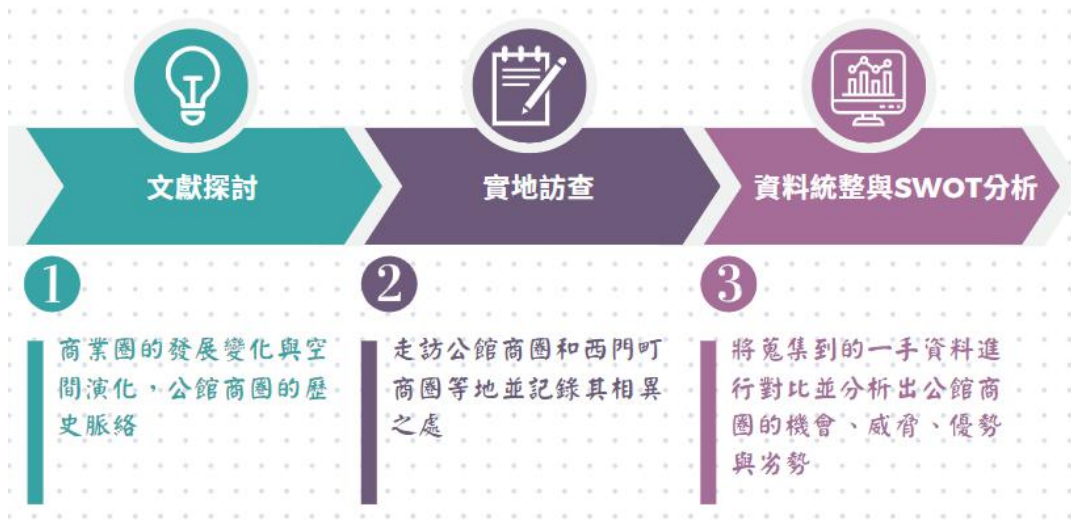 文獻探討
實地訪查
資料統整與SWOT分析
1
商業圈的發展變化與空
間演化，公館商圈的歷
史脈絡
2
走訪公館商圈和西門町
商圈等地並記錄其相異
之處
3
將蒐集到的一手資料進
行對比並分析出公館商
圈的機會、威脅、優勢
與劣勢